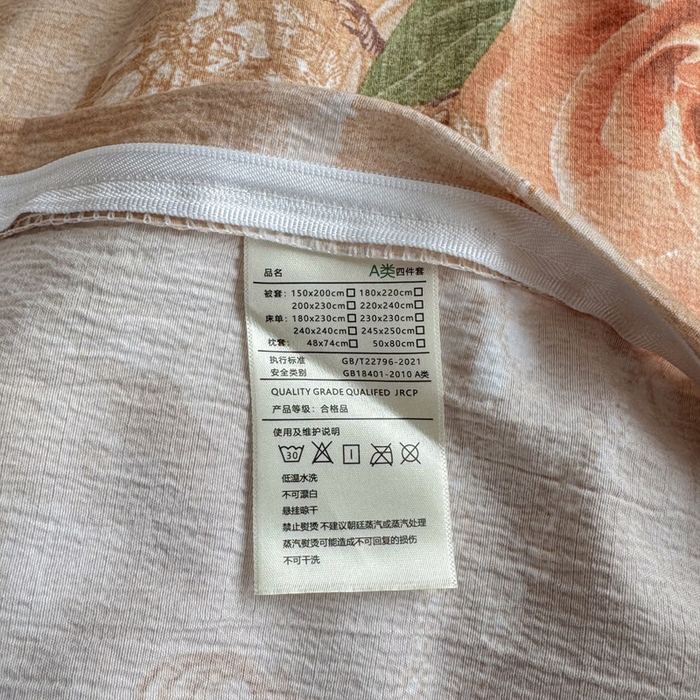 品名 A类四件套
被套：150x200cm□ 180x220cm□
200x230cm□ 220x240cm□
床单：180x230cm□ 230x230cm□
240x240cm□ 245x250cm□
枕套： 48x74cm□ 50x80cm□
执行标准 GB/T22796-2021
安全类别 GB18401-2010 A类
QUALITY GRADE QUALIFED JRCP
产品等级：合格品
使用及维护说明
30
低温水洗
不可漂白
悬挂晾干
禁止熨烫 不建议朝廷蒸汽或蒸汽处理
蒸汽熨烫可能造成不可回复的损伤
不可干洗